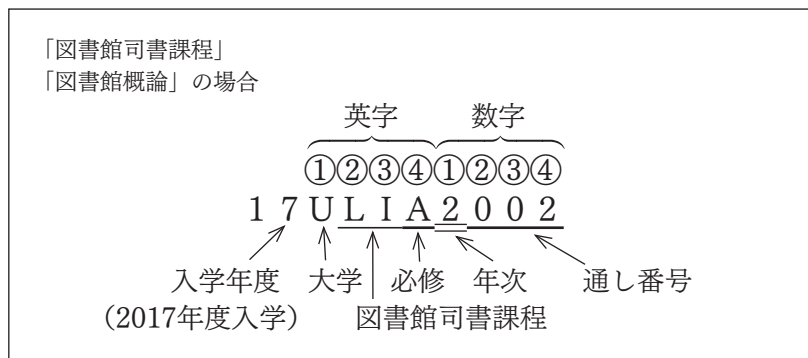 「図書館司書課程」
「図書館概論」の場合
英字 数字
①②③④①②③④
17ULIA2002
入学年度 大学 必修 年次 通し番号
(2017年度入学) 図書館司書課程